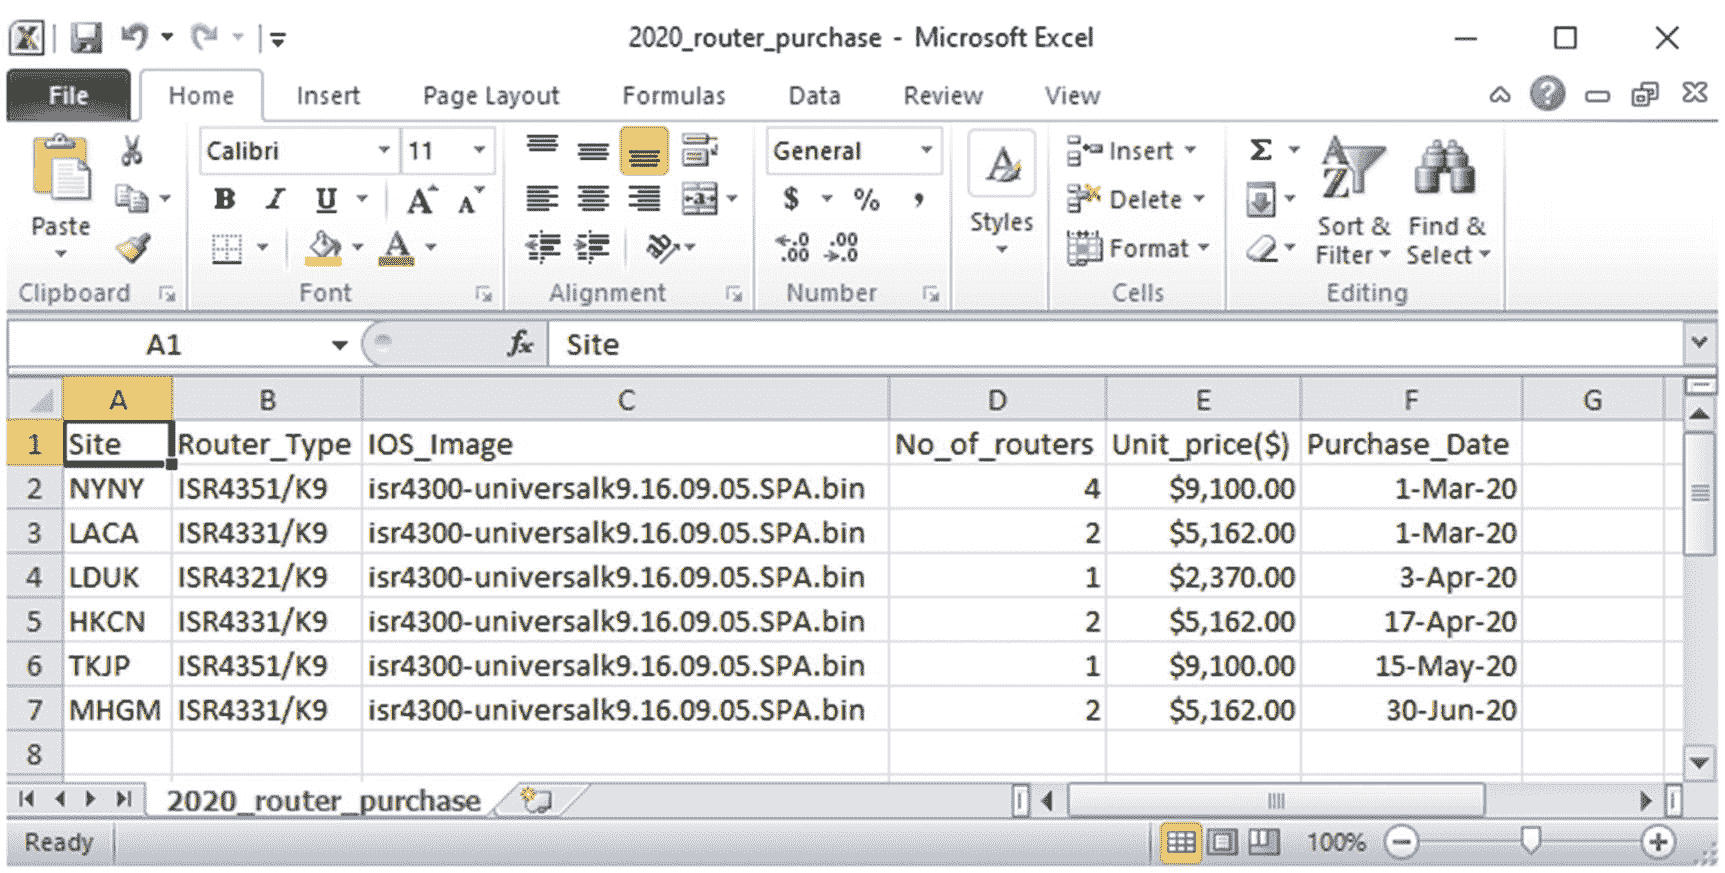 2020_router_purchase - Microsoft Excel
File Home Insert Page Layout Formulas Data Review View
Calibri 11 General Insert
Paste B I U A A $ % , Styles Delete Sort & Filter Find & Select
A Format
Clipboard Font Alignment Number Cells Editing
A1 fx Site
A B C D E F G
1 Site Router_Type IOS_Image No_of_routers Unit_price($) Purchase_Date
2 NYNY ISR4351/K9 isr4300-universalk9.16.09.05.SPA.bin 4 $9,100.00 1-Mar-20
3 LACA ISR4331/K9 isr4300-universalk9.16.09.05.SPA.bin 2 $5,162.00 1-Mar-20
4 LDUK ISR4321/K9 isr4300-universalk9.16.09.05.SPA.bin 1 $2,370.00 3-Apr-20
5 HKCN ISR4331/K9 isr4300-universalk9.16.09.05.SPA.bin 2 $5,162.00 17-Apr-20
6 TKJP ISR4351/K9 isr4300-universalk9.16.09.05.SPA.bin 1 $9,100.00 15-May-20
7 MHGM ISR4331/K9 isr4300-universalk9.16.09.05.SPA.bin 2 $5,162.00 30-Jun-20
8
2020_router_purchase
Ready 100%